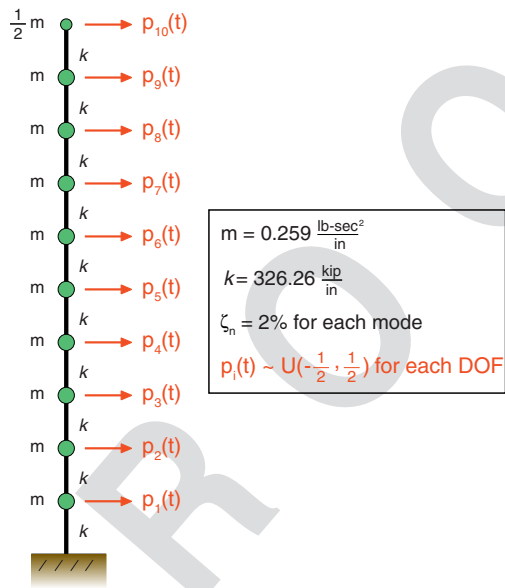 1/2 m p₁₀(t)
k
m p₉(t)
k
m p₈(t)
k
m p₇(t)
k
m p₆(t)
k
m p₅(t)
k
m p₄(t)
k
m p₃(t)
k
m p₂(t)
k
m p₁(t)
k
m = 0.259 lb-sec²/in
k= 326.26 kip/in
ζₙ = 2% for each mode
pᵢ(t) ~ U(-1/2 , 1/2) for each DOF
R O O C